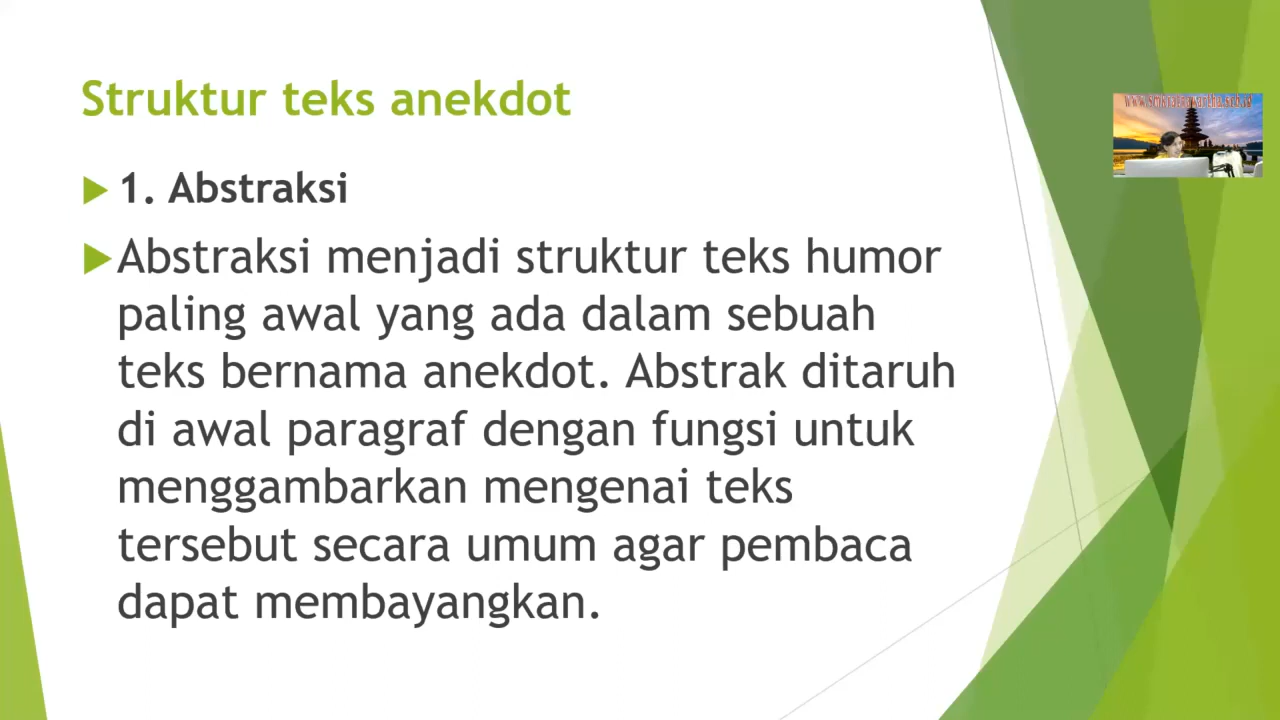 Struktur teks anekdot
1. Abstraksi
Abstraksi menjadi struktur teks humor
paling awal yang ada dalam sebuah
teks bernama anekdot. Abstrak ditaruh
di awal paragraf dengan fungsi untuk
menggambarkan mengenai teks
tersebut secara umum agar pembaca
dapat membayangkan.